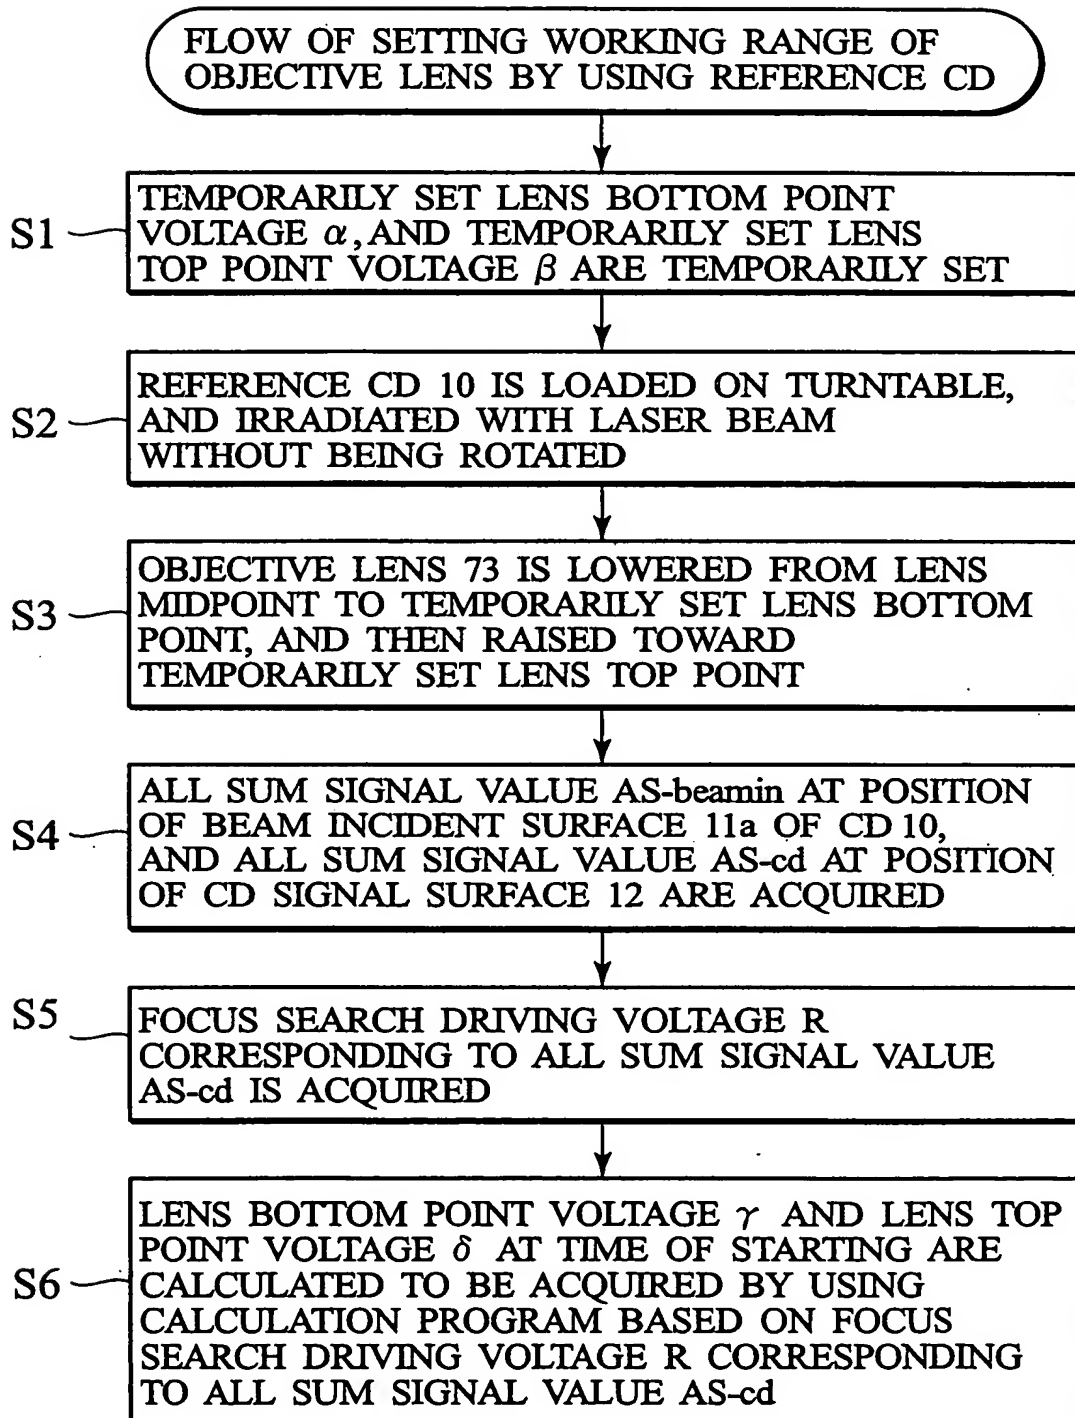 FLOW OF SETTING WORKING RANGE OF
OBJECTIVE LENS BY USING REFERENCE CD
S1
TEMPORARILY SET LENS BOTTOM POINT
VOLTAGE α, AND TEMPORARILY SET LENS
TOP POINT VOLTAGE β ARE TEMPORARILY SET
S2
REFERENCE CD 10 IS LOADED ON TURNTABLE,
AND IRRADIATED WITH LASER BEAM
WITHOUT BEING ROTATED
S3
OBJECTIVE LENS 73 IS LOWERED FROM LENS
MIDPOINT TO TEMPORARILY SET LENS BOTTOM
POINT, AND THEN RAISED TOWARD
TEMPORARILY SET LENS TOP POINT
S4
ALL SUM SIGNAL VALUE AS-beamin AT POSITION
OF BEAM INCIDENT SURFACE 11a OF CD 10,
AND ALL SUM SIGNAL VALUE AS-cd AT POSITION
OF CD SIGNAL SURFACE 12 ARE ACQUIRED
S5
FOCUS SEARCH DRIVING VOLTAGE R
CORRESPONDING TO ALL SUM SIGNAL VALUE
AS-cd IS ACQUIRED
S6
LENS BOTTOM POINT VOLTAGE γ AND LENS TOP
POINT VOLTAGE δ AT TIME OF STARTING ARE
CALCULATED TO BE ACQUIRED BY USING
CALCULATION PROGRAM BASED ON FOCUS
SEARCH DRIVING VOLTAGE R CORRESPONDING
TO ALL SUM SIGNAL VALUE AS-cd